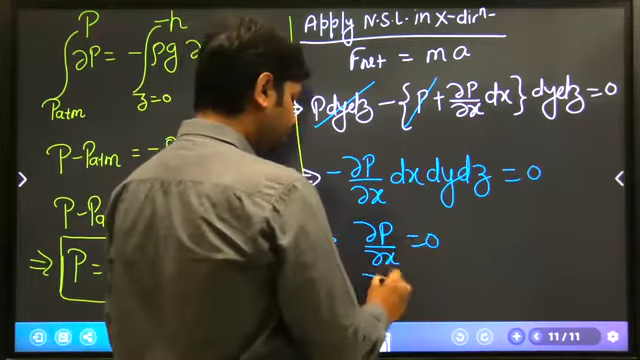 ∫_{Patm}^{P} ∂P = - ∫_{z=0}^{-h} ρg ∂
P - Patm = -
P - Pa
⇒ P =
Apply N.S.L. in x-dirⁿ-
Fnet = ma
Pdydz - {P + ∂P/∂x dx} dydz = 0
⇒ - ∂P/∂x dxdydz = 0
∂P/∂x = 0
11/11